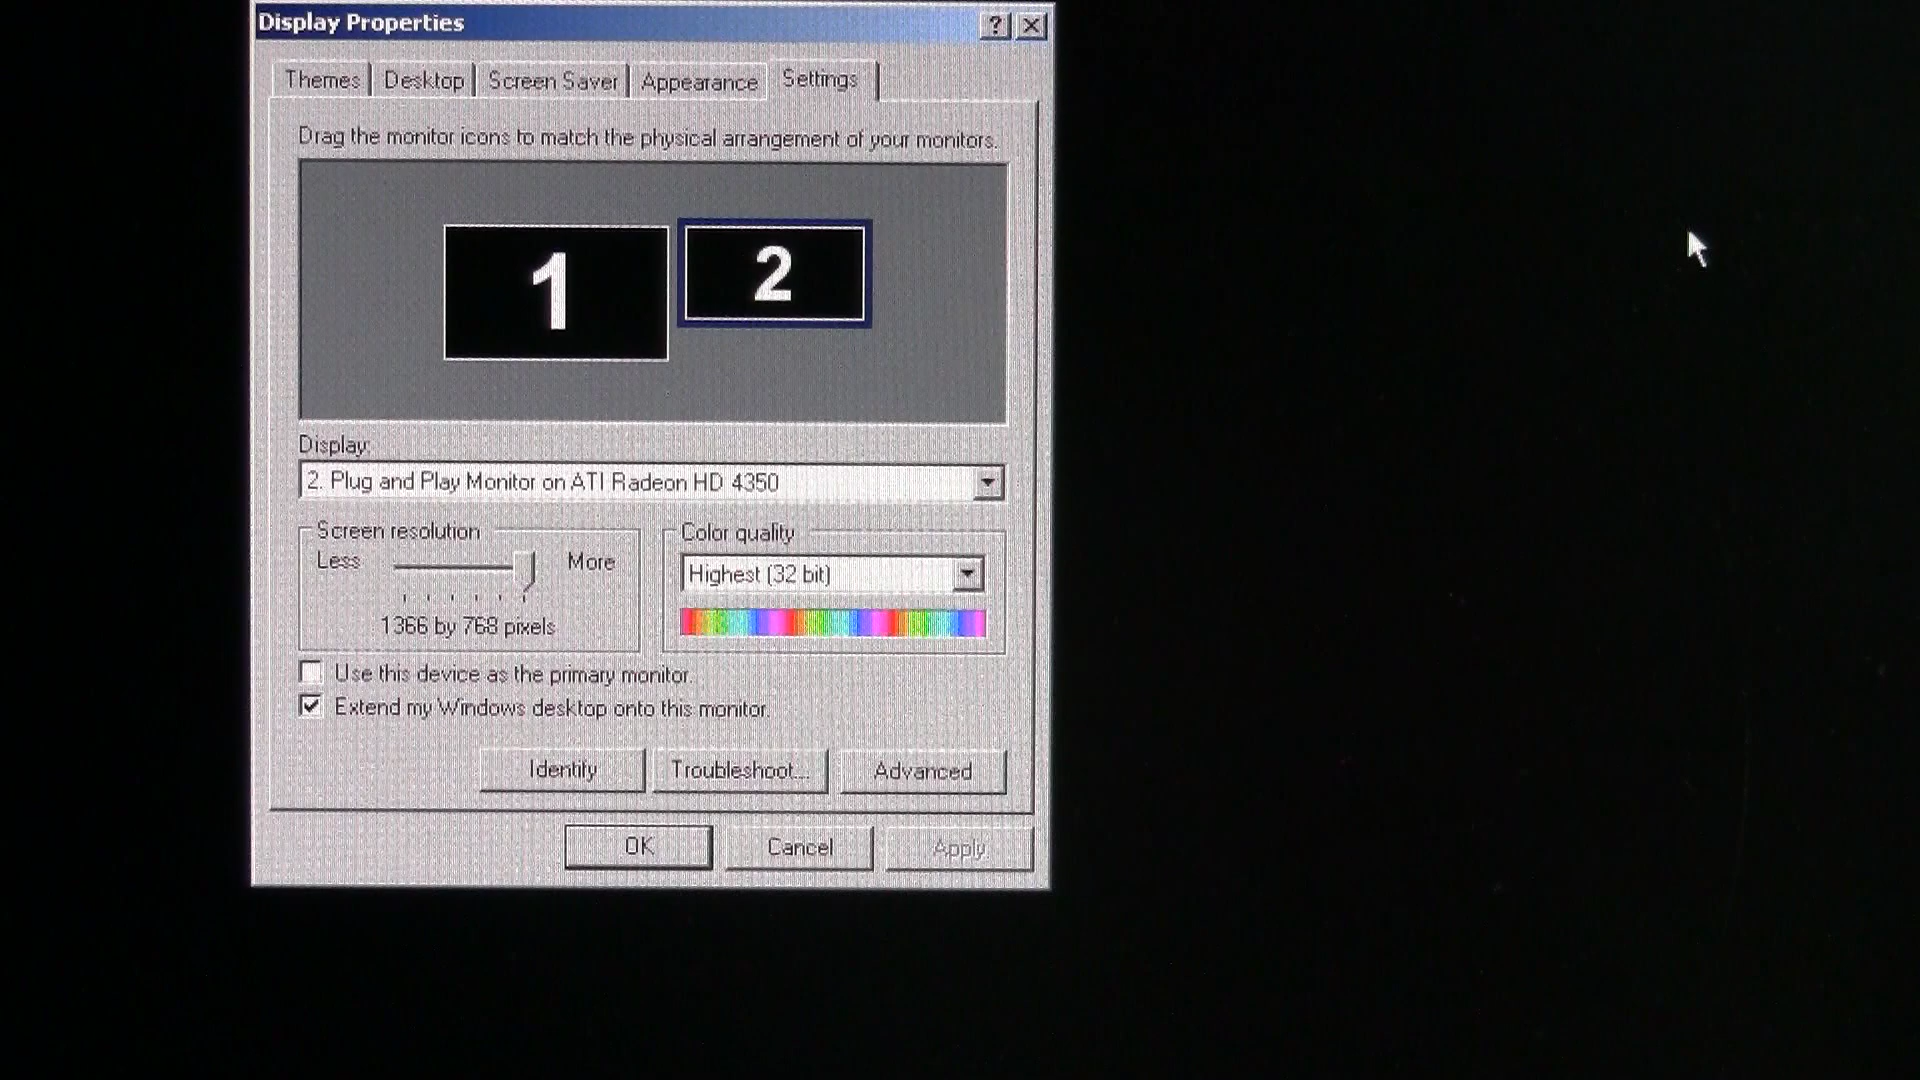 Display Properties
Themes Desktop Screen Saver Appearance Settings
Drag the monitor icons to match the physical arrangement of your monitors.
1 2
Display:
2. Plug and Play Monitor on ATI Radeon HD 4350
Screen resolution
Less More
1366 by 768 pixels
Color quality
Highest (32 bit)
Use this device as the primary monitor.
Extend my Windows desktop onto this monitor.
Identify Troubleshoot... Advanced
OK Cancel Apply